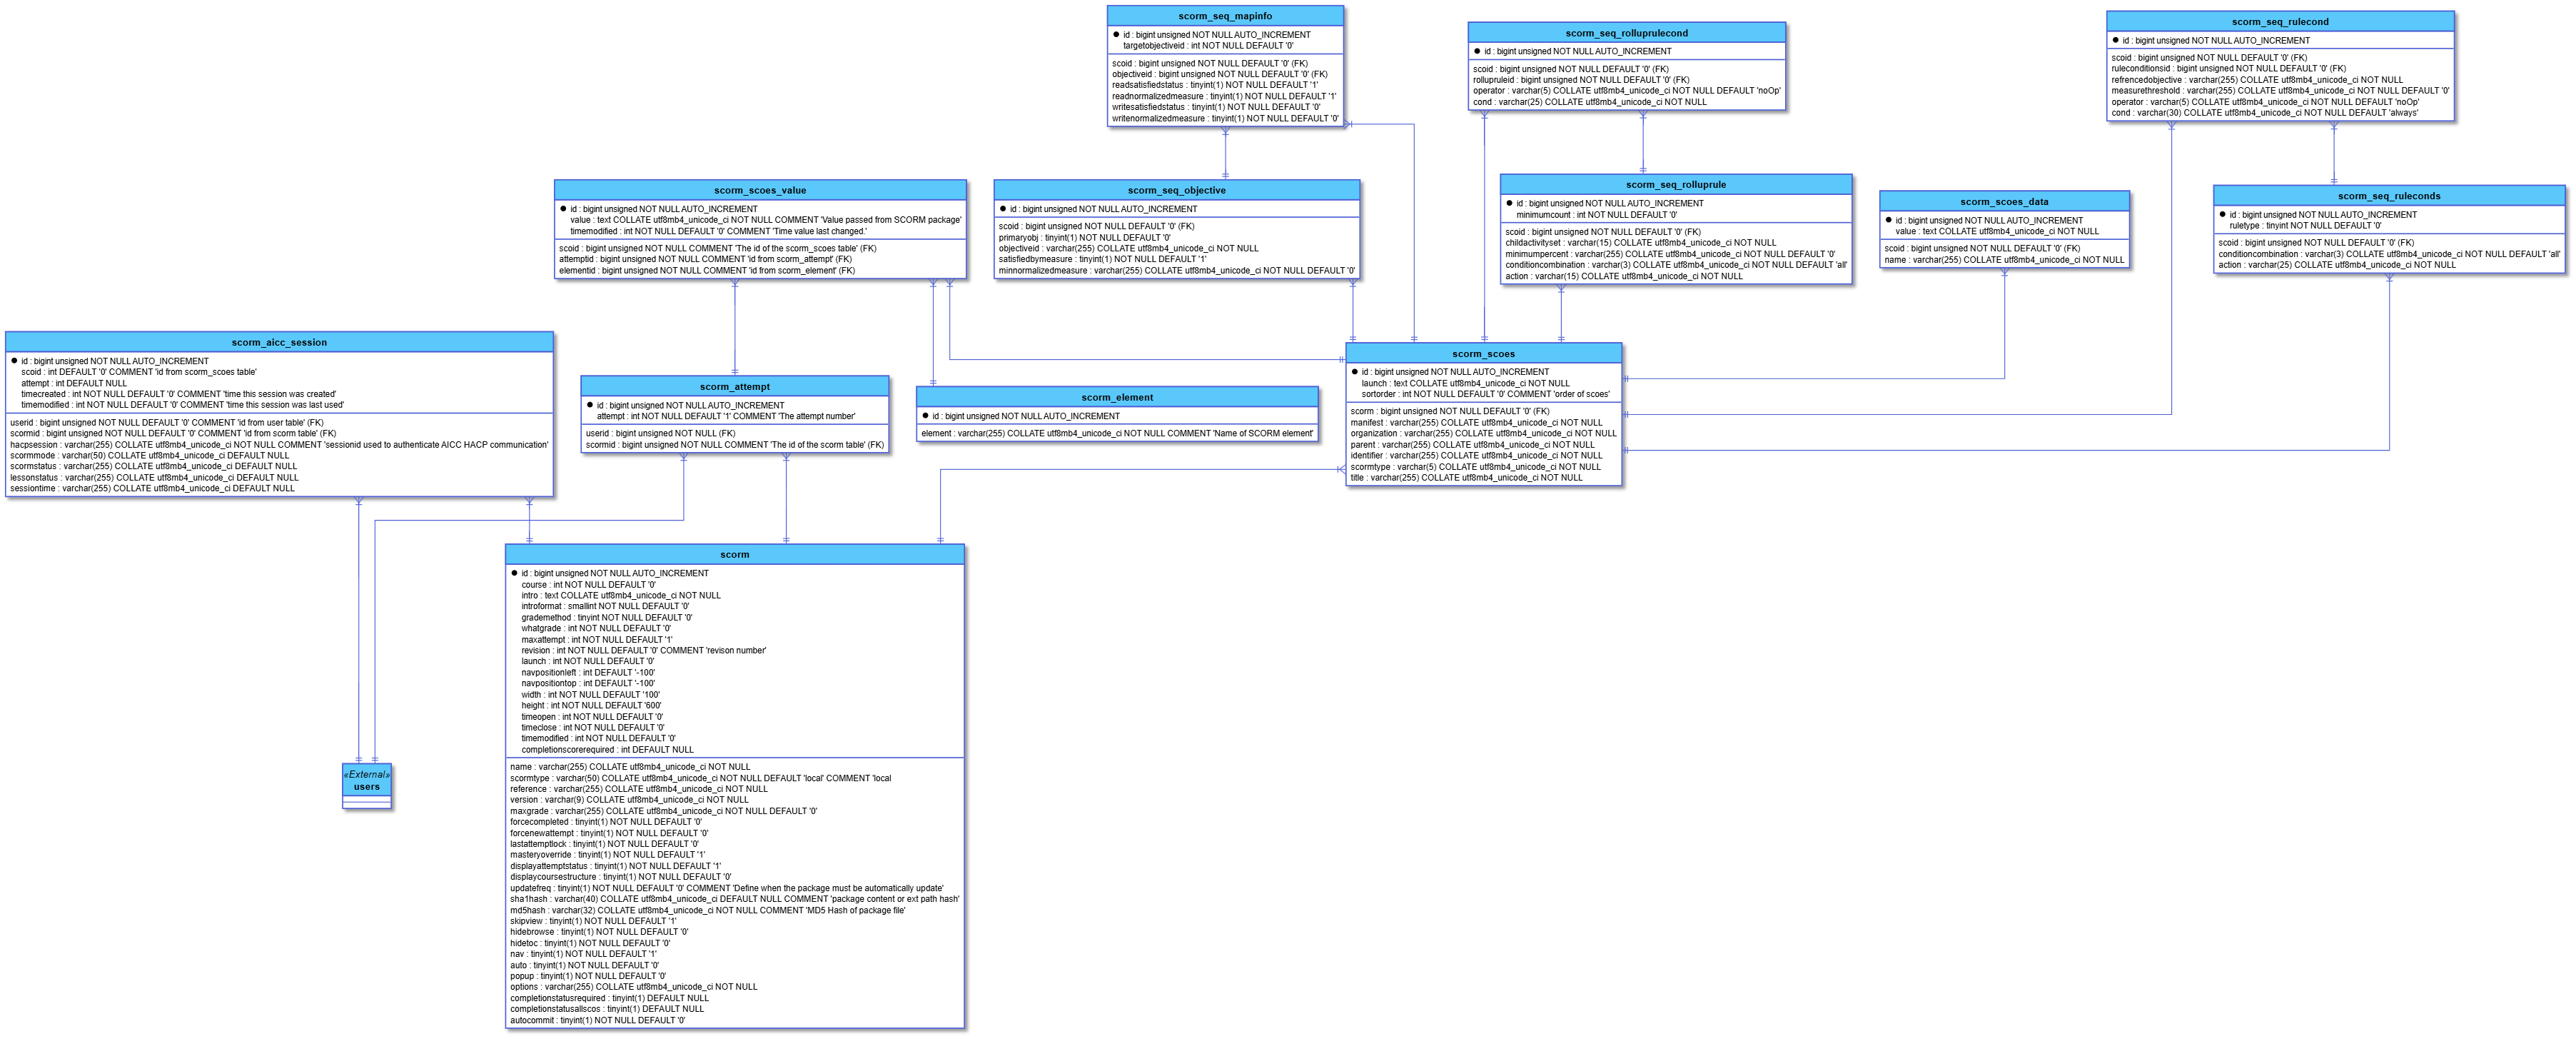 scorm_seq_mapinfo
id : bigint unsigned NOT NULL AUTO_INCREMENT
targetobjectiveid : int NOT NULL DEFAULT '0'
scoid : bigint unsigned NOT NULL DEFAULT '0' (FK)
objectiveid : bigint unsigned NOT NULL DEFAULT '0' (FK)
readsatisfiedstatus : tinyint(1) NOT NULL DEFAULT '1'
readnormalizedmeasure : tinyint(1) NOT NULL DEFAULT '1'
writesatisfiedstatus : tinyint(1) NOT NULL DEFAULT '0'
writenormalizedmeasure : tinyint(1) NOT NULL DEFAULT '0'
scorm_seq_rolluprulecond
id : bigint unsigned NOT NULL AUTO_INCREMENT
scoid : bigint unsigned NOT NULL DEFAULT '0' (FK)
rollupruleid : bigint unsigned NOT NULL DEFAULT '0' (FK)
operator : varchar(5) COLLATE utf8mb4_unicode_ci NOT NULL DEFAULT 'noOp'
cond : varchar(25) COLLATE utf8mb4_unicode_ci NOT NULL
scorm_seq_rulecond
id : bigint unsigned NOT NULL AUTO_INCREMENT
scoid : bigint unsigned NOT NULL DEFAULT '0' (FK)
ruleconditionsid : bigint unsigned NOT NULL DEFAULT '0' (FK)
refrencedobjective : varchar(255) COLLATE utf8mb4_unicode_ci NOT NULL
measurethreshold : varchar(255) COLLATE utf8mb4_unicode_ci NOT NULL DEFAULT '0'
operator : varchar(5) COLLATE utf8mb4_unicode_ci NOT NULL DEFAULT 'noOp'
cond : varchar(30) COLLATE utf8mb4_unicode_ci NOT NULL DEFAULT 'always'
scorm_scoes_value
id : bigint unsigned NOT NULL AUTO_INCREMENT
value : text COLLATE utf8mb4_unicode_ci NOT NULL COMMENT 'Value passed from SCORM package'
timemodified : int NOT NULL DEFAULT '0' COMMENT 'Time value last changed.'
scoid : bigint unsigned NOT NULL COMMENT 'The id of the scorm_scoes table' (FK)
attemptid : bigint unsigned NOT NULL COMMENT 'id from scorm_attempt' (FK)
elementid : bigint unsigned NOT NULL COMMENT 'id from scorm_element' (FK)
scorm_seq_objective
id : bigint unsigned NOT NULL AUTO_INCREMENT
scoid : bigint unsigned NOT NULL DEFAULT '0' (FK)
primaryobj : tinyint(1) NOT NULL DEFAULT '0'
objectiveid : varchar(255) COLLATE utf8mb4_unicode_ci NOT NULL
satisfiedbymeasure : tinyint(1) NOT NULL DEFAULT '1'
minnormalizedmeasure : varchar(255) COLLATE utf8mb4_unicode_ci NOT NULL DEFAULT '0'
scorm_seq_rolluprule
id : bigint unsigned NOT NULL AUTO_INCREMENT
minimumcount : int NOT NULL DEFAULT '0'
scoid : bigint unsigned NOT NULL DEFAULT '0' (FK)
childactivityset : varchar(15) COLLATE utf8mb4_unicode_ci NOT NULL
minimumpercent : varchar(255) COLLATE utf8mb4_unicode_ci NOT NULL DEFAULT '0'
conditioncombination : varchar(3) COLLATE utf8mb4_unicode_ci NOT NULL DEFAULT 'all'
action : varchar(15) COLLATE utf8mb4_unicode_ci NOT NULL
scorm_scoes_data
id : bigint unsigned NOT NULL AUTO_INCREMENT
value : text COLLATE utf8mb4_unicode_ci NOT NULL
scoid : bigint unsigned NOT NULL DEFAULT '0' (FK)
name : varchar(255) COLLATE utf8mb4_unicode_ci NOT NULL
scorm_seq_ruleconds
id : bigint unsigned NOT NULL AUTO_INCREMENT
ruletype : tinyint NOT NULL DEFAULT '0'
scoid : bigint unsigned NOT NULL DEFAULT '0' (FK)
conditioncombination : varchar(3) COLLATE utf8mb4_unicode_ci NOT NULL DEFAULT 'all'
action : varchar(25) COLLATE utf8mb4_unicode_ci NOT NULL
scorm_aicc_session
id : bigint unsigned NOT NULL AUTO_INCREMENT
scoid : int DEFAULT '0' COMMENT 'id from scorm_scoes table'
attempt : int DEFAULT NULL
timecreated : int NOT NULL DEFAULT '0' COMMENT 'time this session was created'
timemodified : int NOT NULL DEFAULT '0' COMMENT 'time this session was last used'
userid : bigint unsigned NOT NULL DEFAULT '0' COMMENT 'id from user table' (FK)
scormid : bigint unsigned NOT NULL DEFAULT '0' COMMENT 'id from scorm table' (FK)
hacpsession : varchar(255) COLLATE utf8mb4_unicode_ci NOT NULL COMMENT 'sessionid used to authenticate AICC HACP communication'
scormmode : varchar(50) COLLATE utf8mb4_unicode_ci DEFAULT NULL
scormstatus : varchar(255) COLLATE utf8mb4_unicode_ci DEFAULT NULL
lessonstatus : varchar(255) COLLATE utf8mb4_unicode_ci DEFAULT NULL
sessiontime : varchar(255) COLLATE utf8mb4_unicode_ci DEFAULT NULL
scorm_attempt
id : bigint unsigned NOT NULL AUTO_INCREMENT
attempt : int NOT NULL DEFAULT '1' COMMENT 'The attempt number'
userid : bigint unsigned NOT NULL (FK)
scormid : bigint unsigned NOT NULL COMMENT 'The id of the scorm table' (FK)
scorm_element
id : bigint unsigned NOT NULL AUTO_INCREMENT
element : varchar(255) COLLATE utf8mb4_unicode_ci NOT NULL COMMENT 'Name of SCORM element'
scorm_scoes
id : bigint unsigned NOT NULL AUTO_INCREMENT
launch : text COLLATE utf8mb4_unicode_ci NOT NULL
sortorder : int NOT NULL DEFAULT '0' COMMENT 'order of scoes'
scorm : bigint unsigned NOT NULL DEFAULT '0' (FK)
manifest : varchar(255) COLLATE utf8mb4_unicode_ci NOT NULL
organization : varchar(255) COLLATE utf8mb4_unicode_ci NOT NULL
parent : varchar(255) COLLATE utf8mb4_unicode_ci NOT NULL
identifier : varchar(255) COLLATE utf8mb4_unicode_ci NOT NULL
scormtype : varchar(5) COLLATE utf8mb4_unicode_ci NOT NULL
title : varchar(255) COLLATE utf8mb4_unicode_ci NOT NULL
scorm
id : bigint unsigned NOT NULL AUTO_INCREMENT
course : int NOT NULL DEFAULT '0'
intro : text COLLATE utf8mb4_unicode_ci NOT NULL
introformat : smallint NOT NULL DEFAULT '0'
grademethod : tinyint NOT NULL DEFAULT '0'
whatgrade : int NOT NULL DEFAULT '0'
maxattempt : int NOT NULL DEFAULT '1'
revision : int NOT NULL DEFAULT '0' COMMENT 'revison number'
launch : int NOT NULL DEFAULT '0'
navpositionleft : int DEFAULT '-100'
navpositiontop : int DEFAULT '-100'
width : int NOT NULL DEFAULT '100'
height : int NOT NULL DEFAULT '600'
timeopen : int NOT NULL DEFAULT '0'
timeclose : int NOT NULL DEFAULT '0'
timemodified : int NOT NULL DEFAULT '0'
completionscorerequired : int DEFAULT NULL
name : varchar(255) COLLATE utf8mb4_unicode_ci NOT NULL
scormtype : varchar(50) COLLATE utf8mb4_unicode_ci NOT NULL DEFAULT 'local' COMMENT 'local
reference : varchar(255) COLLATE utf8mb4_unicode_ci NOT NULL
version : varchar(9) COLLATE utf8mb4_unicode_ci NOT NULL
maxgrade : varchar(255) COLLATE utf8mb4_unicode_ci NOT NULL DEFAULT '0'
forcecompleted : tinyint(1) NOT NULL DEFAULT '0'
forcenewattempt : tinyint(1) NOT NULL DEFAULT '0'
lastattemptlock : tinyint(1) NOT NULL DEFAULT '0'
masteryoverride : tinyint(1) NOT NULL DEFAULT '1'
displayattemptstatus : tinyint(1) NOT NULL DEFAULT '1'
displaycoursestructure : tinyint(1) NOT NULL DEFAULT '0'
updatefreq : tinyint(1) NOT NULL DEFAULT '0' COMMENT 'Define when the package must be automatically update'
sha1hash : varchar(40) COLLATE utf8mb4_unicode_ci DEFAULT NULL COMMENT 'package content or ext path hash'
md5hash : varchar(32) COLLATE utf8mb4_unicode_ci NOT NULL COMMENT 'MD5 Hash of package file'
skipview : tinyint(1) NOT NULL DEFAULT '1'
hidebrowse : tinyint(1) NOT NULL DEFAULT '0'
hidetoc : tinyint(1) NOT NULL DEFAULT '0'
nav : tinyint(1) NOT NULL DEFAULT '1'
auto : tinyint(1) NOT NULL DEFAULT '0'
popup : tinyint(1) NOT NULL DEFAULT '0'
options : varchar(255) COLLATE utf8mb4_unicode_ci NOT NULL
completionstatusrequired : tinyint(1) DEFAULT NULL
completionstatusallscos : tinyint(1) DEFAULT NULL
autocommit : tinyint(1) NOT NULL DEFAULT '0'
«External»
users